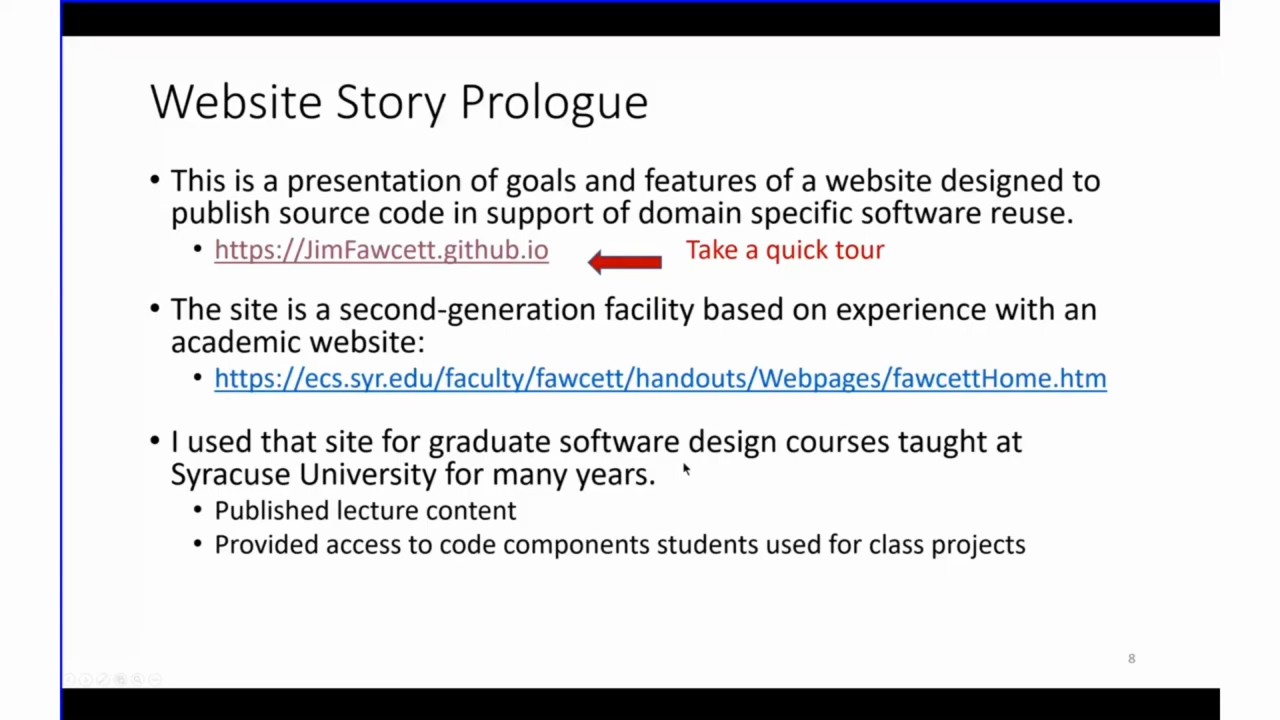 Website Story Prologue
• This is a presentation of goals and features of a website designed to
publish source code in support of domain specific software reuse.
• https://JimFawcett.github.io Take a quick tour
• The site is a second-generation facility based on experience with an
academic website:
• https://ecs.syr.edu/faculty/fawcett/handouts/Webpages/fawcettHome.htm
• I used that site for graduate software design courses taught at
Syracuse University for many years.
• Published lecture content
• Provided access to code components students used for class projects
8